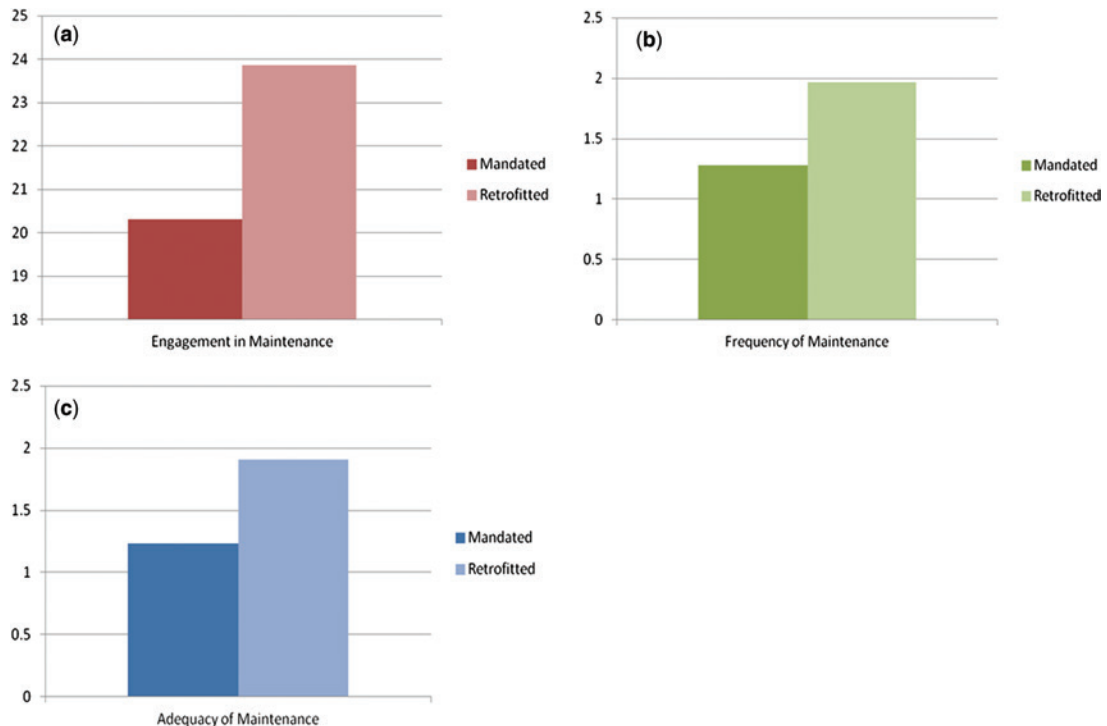 (a)
25
24
23
22
21
20
19
18
Engagement in Maintenance
Mandated
Retrofitted
(b)
2.5
2
1.5
1
0.5
0
Frequency of Maintenance
Mandated
Retrofitted
(c)
2.5
2
1.5
1
0.5
0
Adequacy of Maintenance
Mandated
Retrofitted